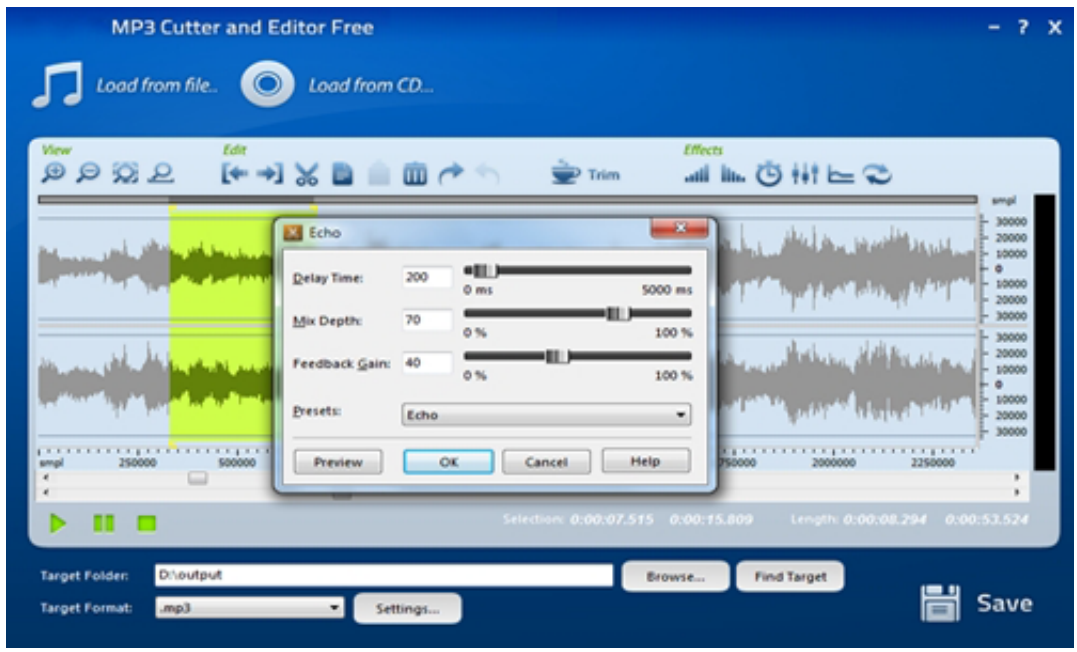 MP3 Cutter and Editor Free
- ? X
Load from file..
Load from CD...
View
Edit
Effects
Trim
smpl
30000
20000
10000
0
10000
20000
30000
30000
20000
10000
0
10000
20000
30000
Echo
Delay Time:
200
0 ms
5000 ms
Mix Depth:
70
0 %
100 %
Feedback Gain:
40
0 %
100 %
Presets:
Echo
Preview
OK
Cancel
Help
smpl
250000
500000
750000
2000000
2250000
Selection: 0:00:07.515 0:00:15.809 Length: 0:00:08.294 0:00:53.524
Target Folder:
D:\output
Browse...
Find Target
Target Format:
.mp3
Settings...
Save